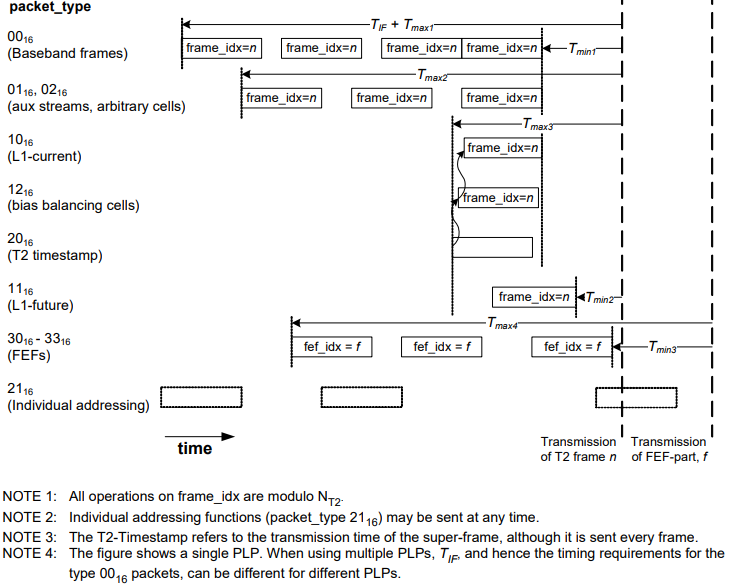 packet_type
T_IF + T_max1
00₁₆
(Baseband frames)
frame_idx=n frame_idx=n frame_idx=n frame_idx=n T_min1
T_max2
01₁₆, 02₁₆
(aux streams, arbitrary cells)
frame_idx=n frame_idx=n frame_idx=n
T_max3
10₁₆
(L1-current)
frame_idx=n
12₁₆
(bias balancing cells)
frame_idx=n
20₁₆
(T2 timestamp)
11₁₆
(L1-future)
frame_idx=n T_min2
T_max4
30₁₆ - 33₁₆
(FEFs)
fef_idx = f fef_idx = f fef_idx = f T_min3
21₁₆
(Individual addressing)
time
Transmission
of T2 frame n
Transmission
of FEF-part, f
NOTE 1: All operations on frame_idx are modulo N_T2.
NOTE 2: Individual addressing functions (packet_type 21₁₆) may be sent at any time.
NOTE 3: The T2-Timestamp refers to the transmission time of the super-frame, although it is sent every frame.
NOTE 4: The figure shows a single PLP. When using multiple PLPs, T_IF, and hence the timing requirements for the
type 00₁₆ packets, can be different for different PLPs.